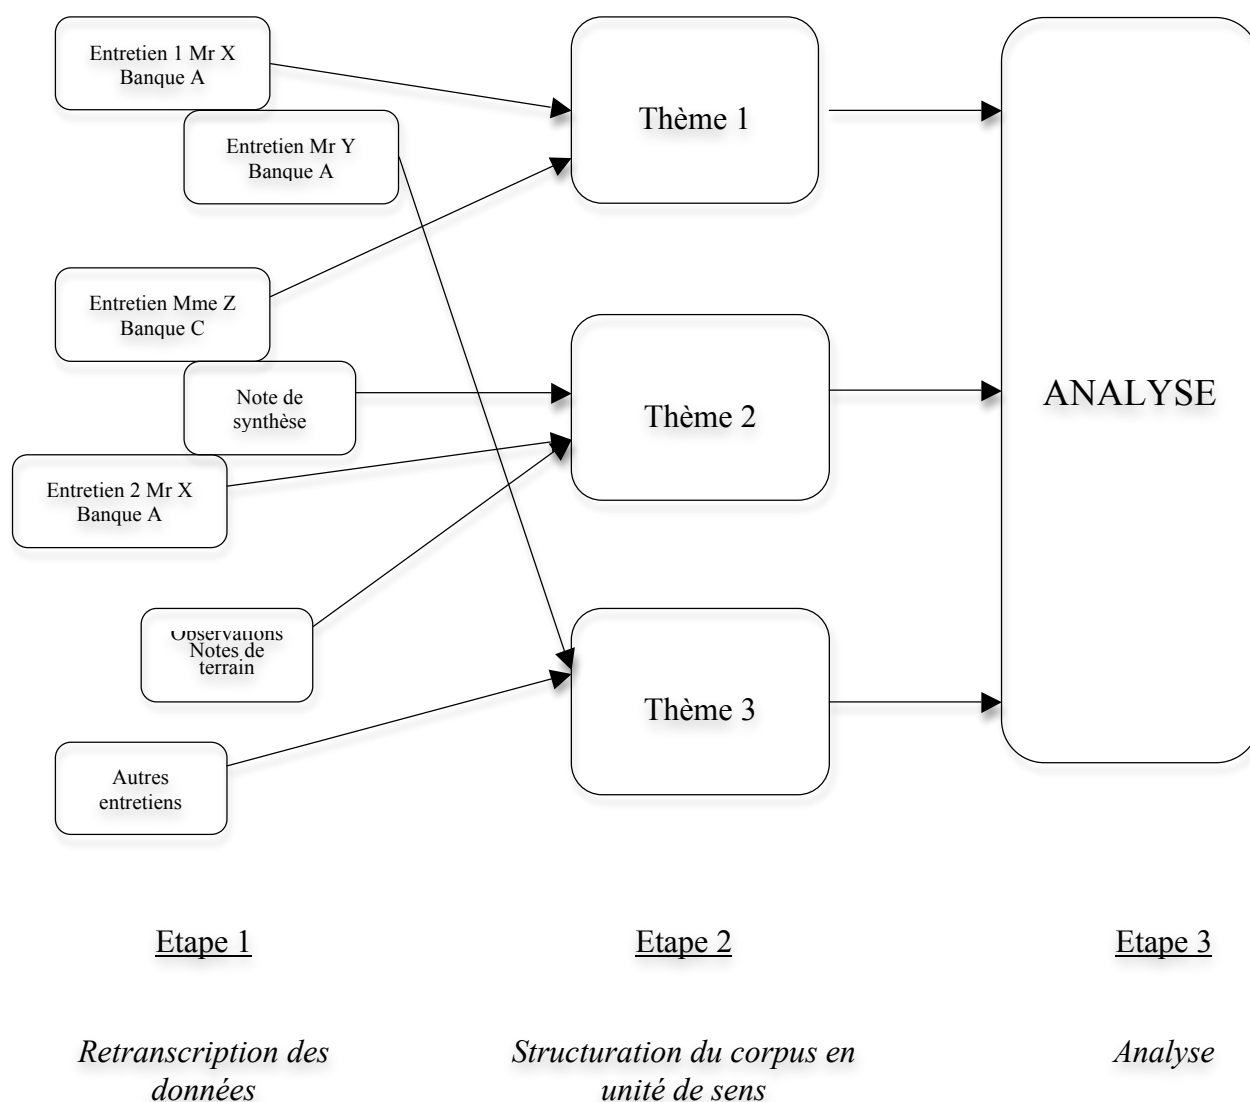 Entretien 1 Mr X
Banque A
Entretien Mr Y
Banque A
Entretien Mme Z
Banque C
Note de
synthèse
Entretien 2 Mr X
Banque A
Observations
Notes de
terrain
Autres
entretiens
Thème 1
Thème 2
Thème 3
ANALYSE
Etape 1
Etape 2
Etape 3
Retranscription des
données
Structuration du corpus en
unité de sens
Analyse